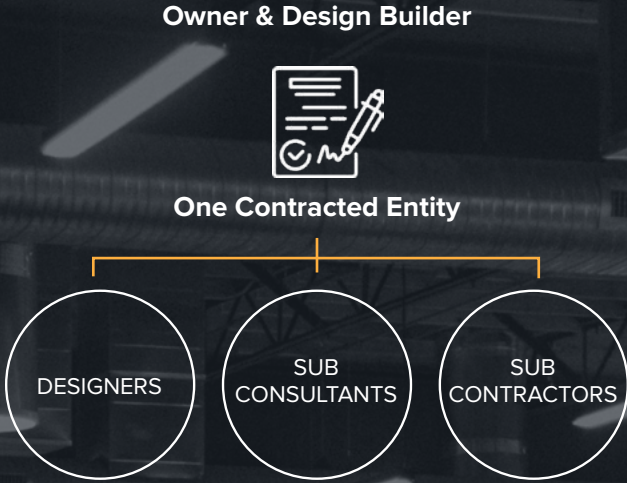 Owner & Design Builder
One Contracted Entity
DESIGNERS
SUB
CONSULTANTS
SUB
CONTRACTORS